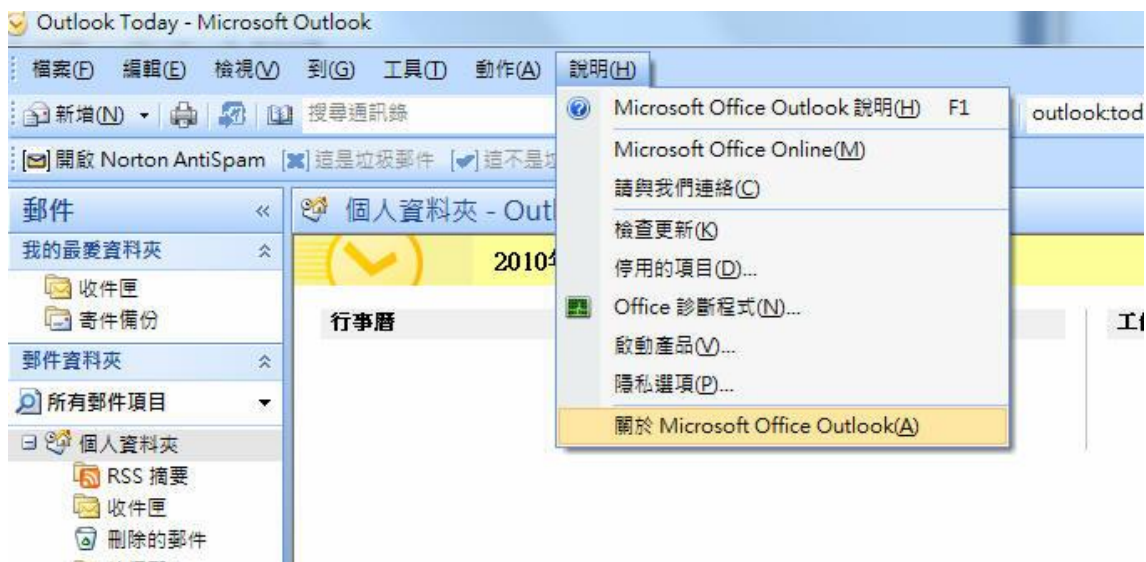 Outlook Today - Microsoft Outlook
檔案(F) 編輯(E) 檢視(V) 到(G) 工具(T) 動作(A) 說明(H)
新增(N) 搜尋通訊錄 outlook:tod
開啟 Norton AntiSpam 這是垃圾郵件 這不是
Microsoft Office Outlook 說明(H) F1
Microsoft Office Online(M)
請與我們連絡(C)
檢查更新(K)
停用的項目(D)...
Office 診斷程式(N)...
啟動產品(V)...
隱私選項(P)...
關於 Microsoft Office Outlook(A)
郵件
我的最愛資料夾
收件匣
寄件備份
郵件資料夾
所有郵件項目
個人資料夾
RSS 摘要
收件匣
刪除的郵件
個人資料夾 - Outl
2010
行事曆